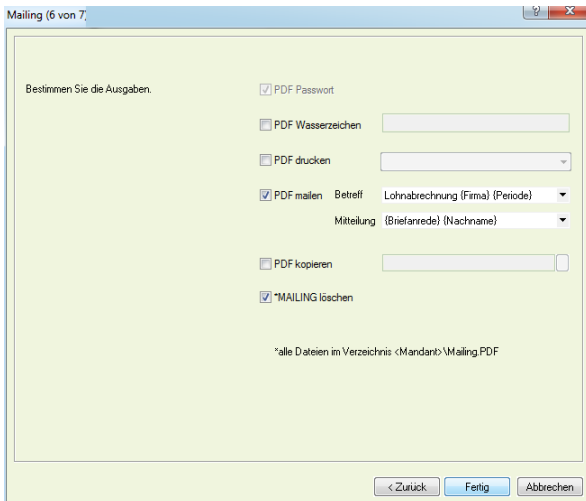 Mailing (6 von 7)
Bestimmen Sie die Ausgaben.
PDF Passwort
PDF Wasserzeichen
PDF drucken
PDF mailen Betreff Lohnabrechnung {Firma} {Periode}
Mitteilung {Briefanrede} {Nachname}
PDF kopieren
*MAILING löschen
*alle Dateien im Verzeichnis <Mandant>\Mailing.PDF
< Zurück Fertig Abbrechen